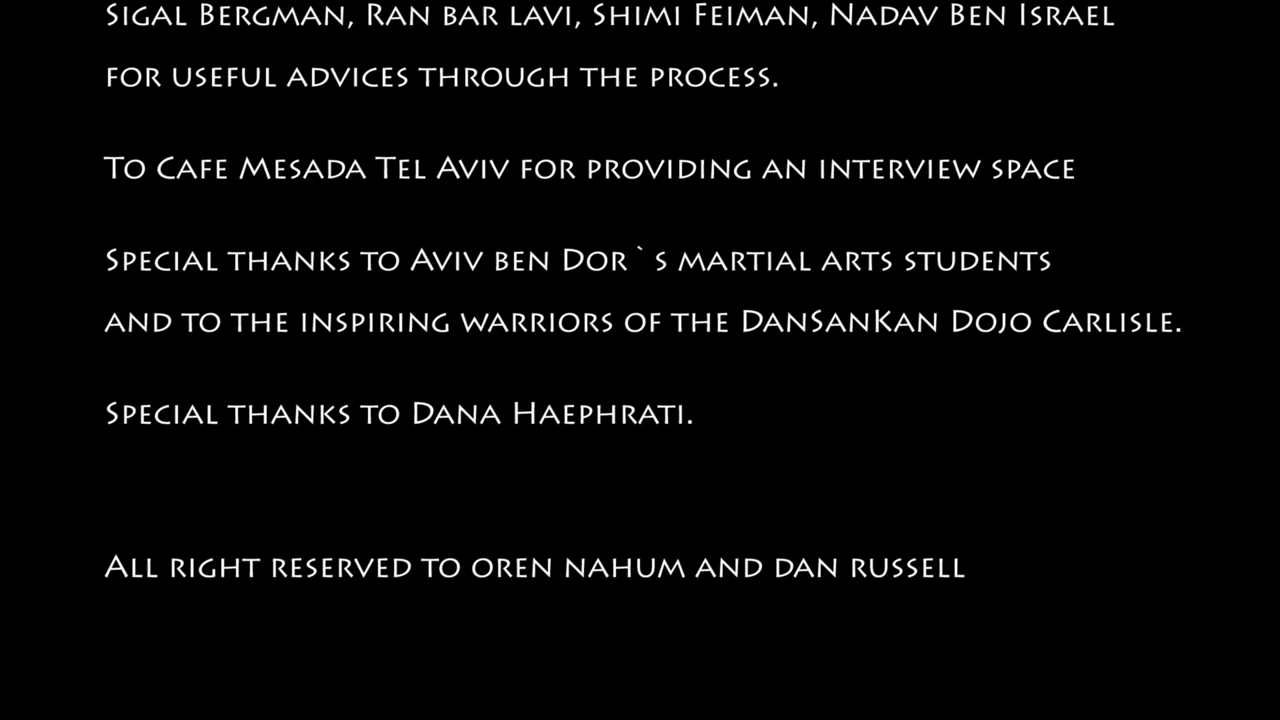 Sigal Bergman, Ran bar lavi, Shimi Feiman, Nadav Ben Israel
for useful advices through the process.
To Cafe Mesada Tel Aviv for providing an interview space
Special thanks to Aviv ben Dor`s martial arts students
and to the inspiring warriors of the DanSanKan Dojo Carlisle.
Special thanks to Dana Haephrati.
All right reserved to oren nahum and dan russell